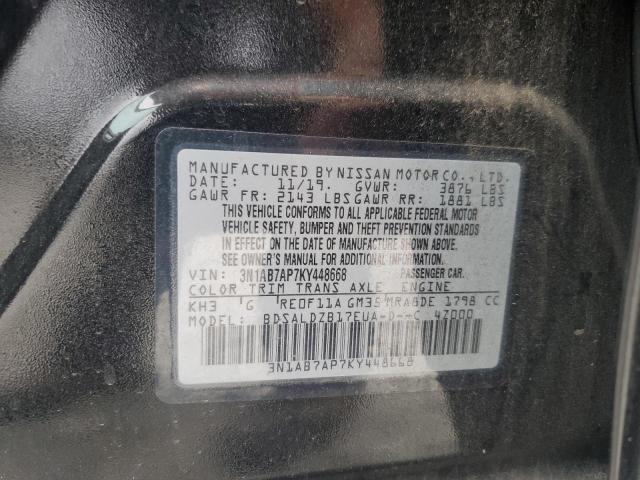 MANUFACTURED BY NISSAN MOTOR CO., LTD.
DATE: 11/19. GVWR: 3876 LBS
GAWR FR: 2143 LBS GAWR RR: 1881 LBS
THIS VEHICLE CONFORMS TO ALL APPLICABLE FEDERAL MOTOR
VEHICLE SAFETY, BUMPER AND THEFT PREVENTION STANDARDS
IN EFFECT ON THE DATE OF MANUFACTURE SHOWN ABOVE.
SEE OWNER'S MANUAL FOR ADDITIONAL INFORMATION.
VIN: 3N1AB7AP7KY448668 PASSENGER CAR.
COLOR TRIM TRANS AXLE ENGINE
KH3 G RE0F11A GM35 MRA8DE 1798 CC
MODEL: BDSALDZB17EUA-D--C 4Z000
3N1AB7AP7KY448668